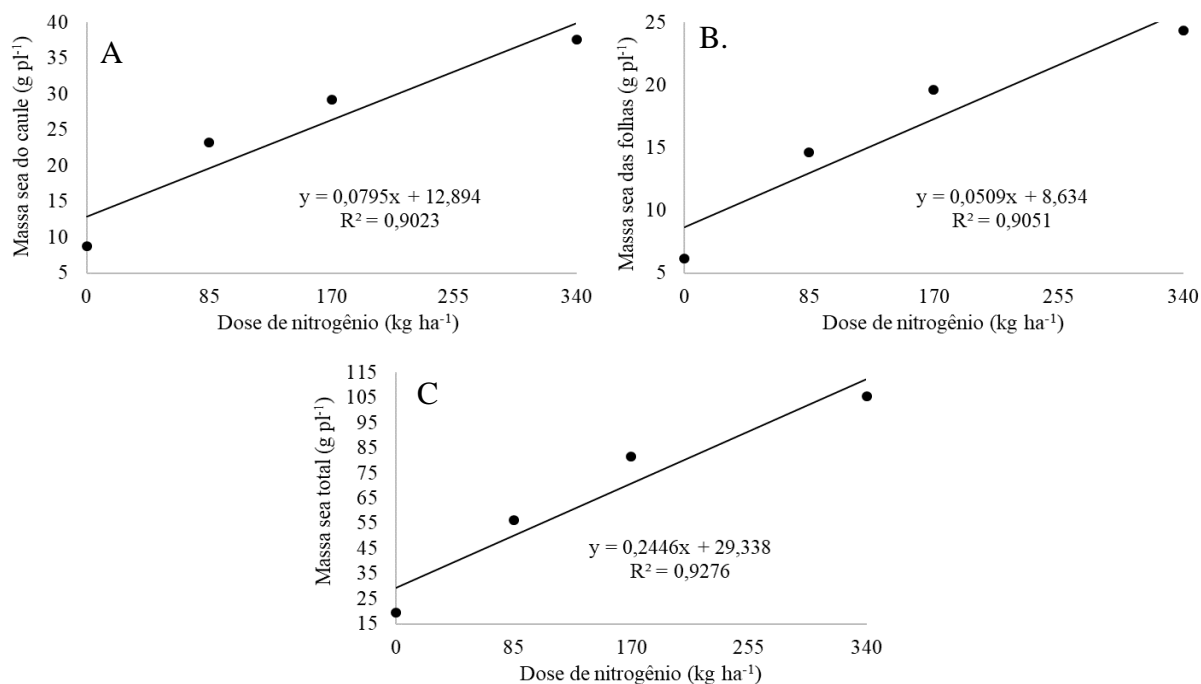 A
Massa sea do caule (g pl⁻¹)
40
35
30
25
20
15
10
5
y = 0,0795x + 12,894
R² = 0,9023
0 85 170 255 340
Dose de nitrogênio (kg ha⁻¹)
B.
Massa sea das folhas (g pl⁻¹)
25
20
15
10
5
y = 0,0509x + 8,634
R² = 0,9051
0 85 170 255 340
Dose de nitrogênio (kg ha⁻¹)
C
Massa sea total (g pl⁻¹)
115
105
95
85
75
65
55
45
35
25
15
y = 0,2446x + 29,338
R² = 0,9276
0 85 170 255 340
Dose de nitrogênio (kg ha⁻¹)